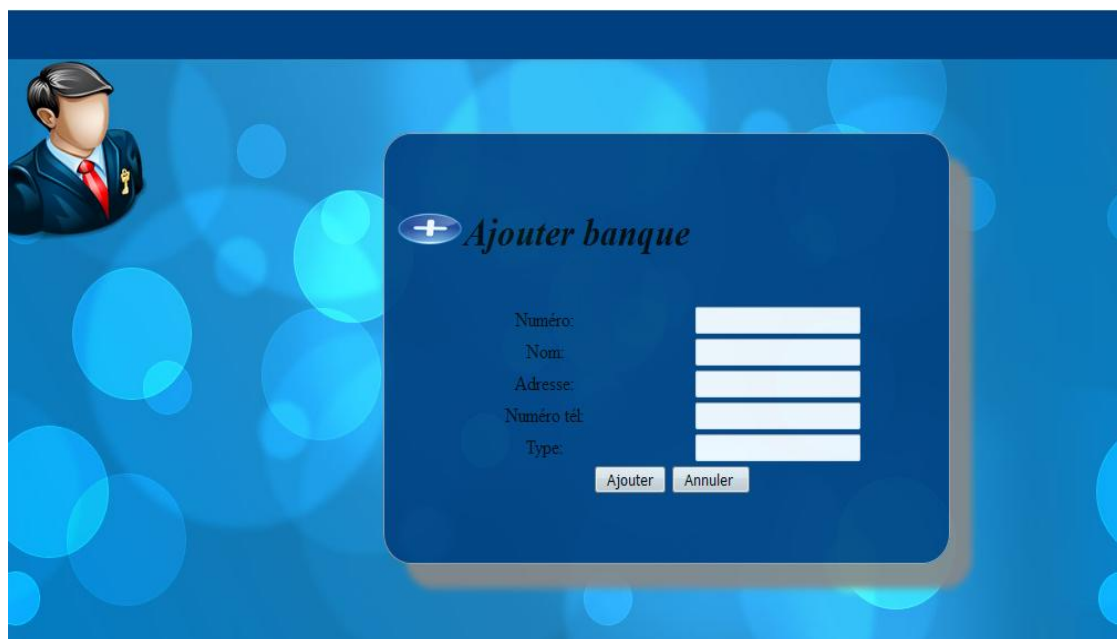 Ajouter banque
Numéro:
Nom:
Adresse:
Numéro tél:
Type:
Ajouter Annuler